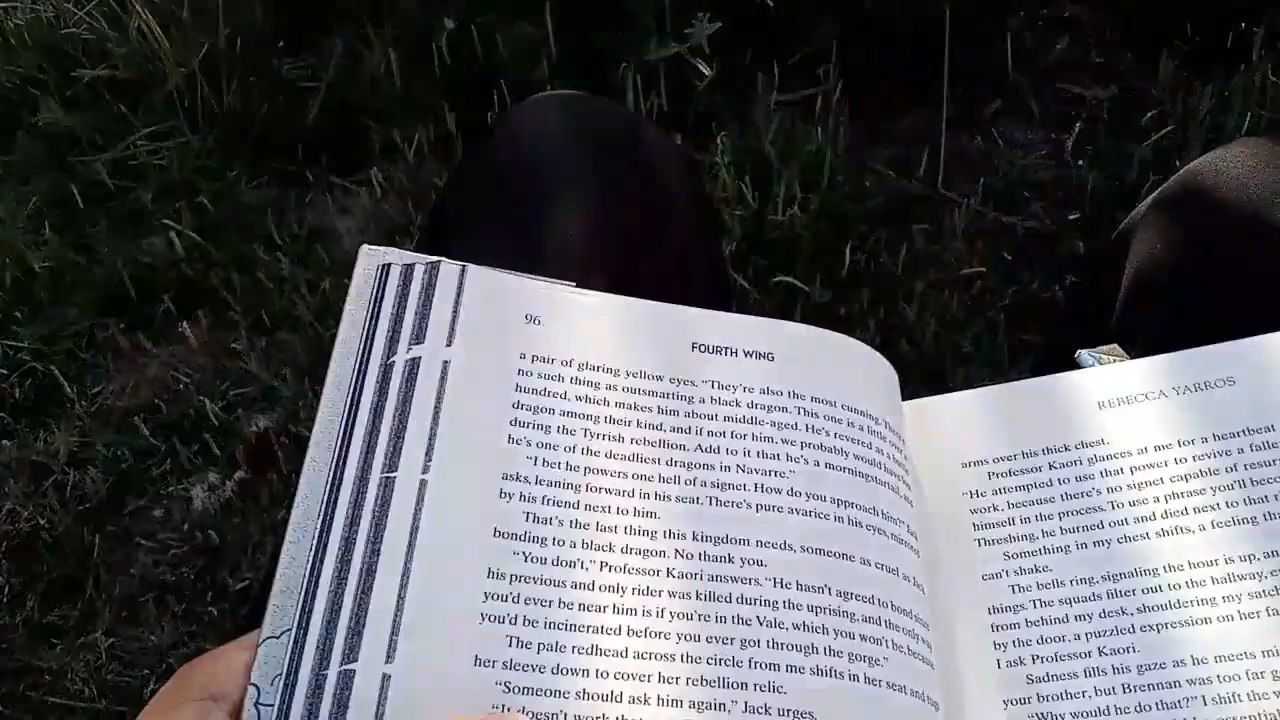 96
FOURTH WING
a pair of glaring yellow eyes. “They’re also the most cunning. There’s
no such thing as outsmarting a black dragon. This one is a little over a
hundred, which makes him about middle-aged. He’s revered as a battle
dragon among their kind, and if not for him, we probably would have lost
during the Tyrrish rebellion. Add to it that he’s a morningstartail, and
he’s one of the deadliest dragons in Navarre.”
“I bet he powers one hell of a signet. How do you approach him?” Jack
asks, leaning forward in his seat. There’s pure avarice in his eyes, mirrored
by his friend next to him.
That’s the last thing this kingdom needs, someone as cruel as Jack
bonding to a black dragon. No thank you.
“You don’t,” Professor Kaori answers. “He hasn’t agreed to bond since
his previous and only rider was killed during the uprising, and the only way
you’d ever be near him is if you’re in the Vale, which you won’t be, because
you’d be incinerated before you ever got through the gorge.”
The pale redhead across the circle from me shifts in her seat and tugs
her sleeve down to cover her rebellion relic.
“Someone should ask him again,” Jack urges.
“It doesn’t work
REBECCA YARROS
arms over his thick chest.
Professor Kaori glances at me for a heartbeat
“He attempted to use that power to revive a
work, because there’s no signet capable of
himself in the process. To use a phrase you’ll
Threshing, he burned out and died next to that
Something in my chest shifts, a feeling
can’t shake.
The bells ring, signaling the hour is up,
things. The squads filter out to the hallway,
from behind my desk, shouldering my
by the door, a puzzled expression on her
I ask Professor Kaori.
Sadness fills his gaze as he meets
your brother, but Brennan was too far
“Why would he do that?” I shift the